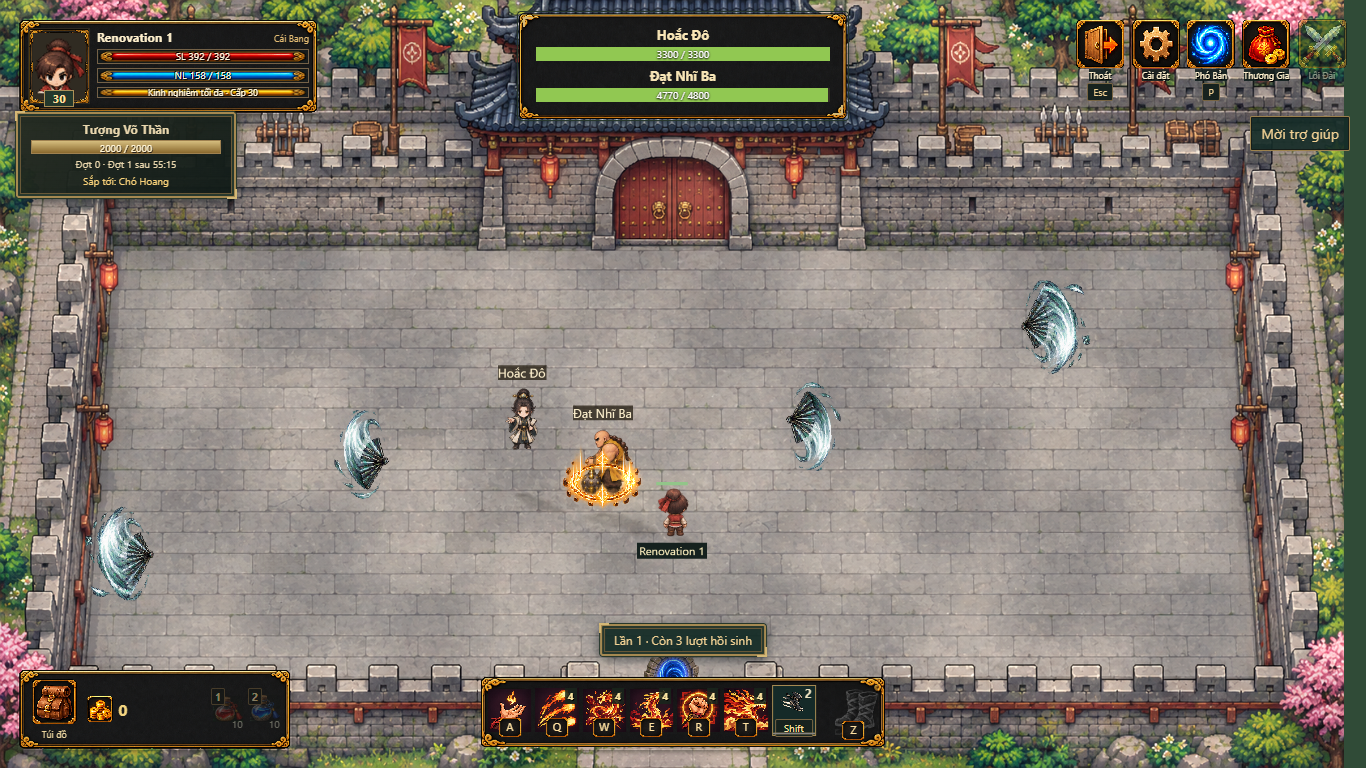 Renovation 1
Cái Bang
SL 392 / 392
NL 158 / 158
Kinh nghiệm tối đa · Cấp 30
30
Tượng Võ Thần
2000 / 2000
Đợt 0 · Đợt 1 sau 55:15
Sắp tới: Chó Hoang
Hoắc Đô
3300 / 3300
Đạt Nhĩ Ba
4770 / 4800
Thoát
Esc
Cài đặt
Phó Bản
P
Thương Gia
Lôi Đài
Mời trợ giúp
Hoắc Đô
Đạt Nhĩ Ba
Renovation 1
Lần 1 · Còn 3 lượt hồi sinh
Túi đồ
0
1
10
2
10
A
4
Q
4
W
4
E
4
R
4
T
2
Shift
Z